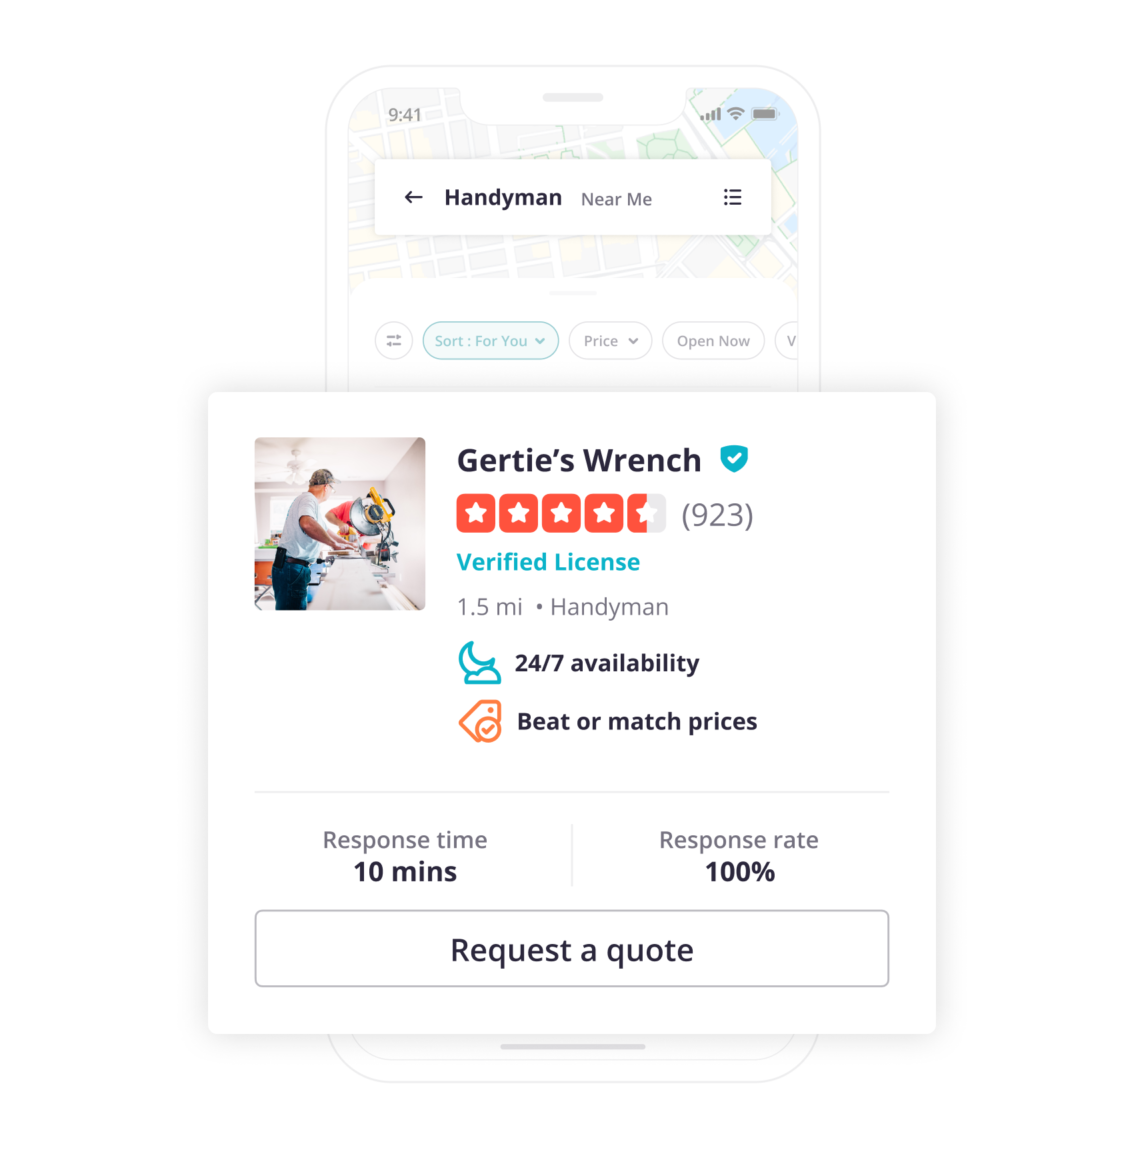 9:41
Handyman Near Me
Sort : For You Price Open Now V
Gertie's Wrench
(923)
Verified License
1.5 mi • Handyman
24/7 availability
Beat or match prices
Response time Response rate
10 mins 100%
Request a quote